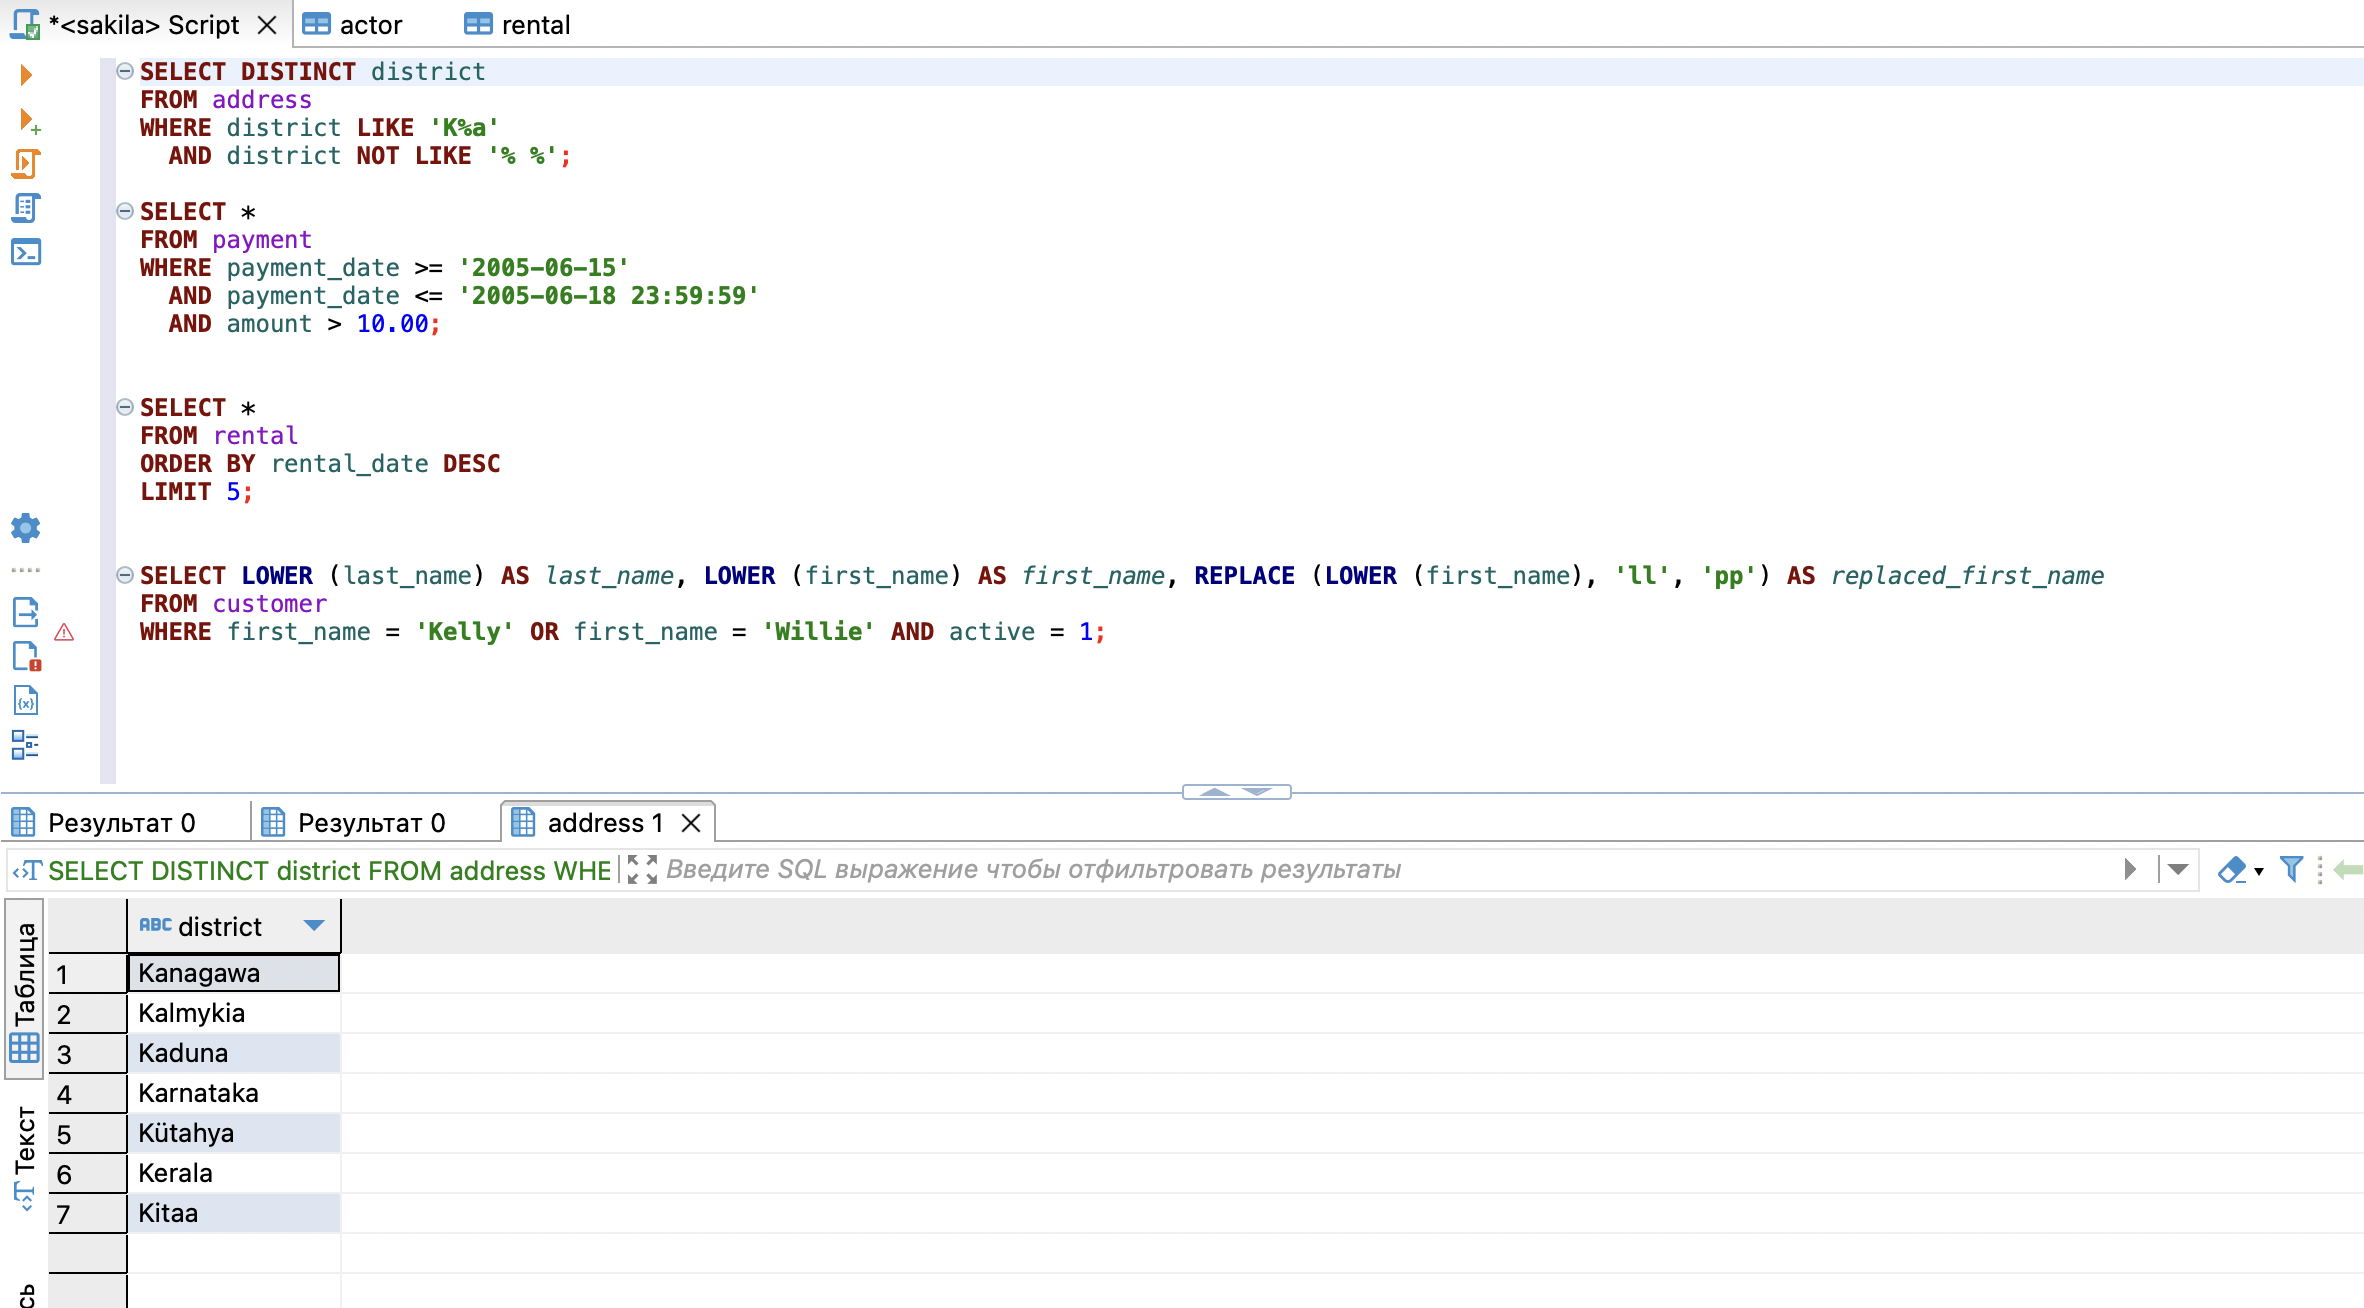 *<sakila> Script
actor
rental
SELECT DISTINCT district
FROM address
WHERE district LIKE 'K%a'
AND district NOT LIKE '% %';
SELECT *
FROM payment
WHERE payment_date >= '2005-06-15'
AND payment_date <= '2005-06-18 23:59:59'
AND amount > 10.00;
SELECT *
FROM rental
ORDER BY rental_date DESC
LIMIT 5;
SELECT LOWER (last_name) AS last_name, LOWER (first_name) AS first_name, REPLACE (LOWER (first_name), 'll', 'pp') AS replaced_first_name
FROM customer
WHERE first_name = 'Kelly' OR first_name = 'Willie' AND active = 1;
Результат 0
Результат 0
address 1
SELECT DISTINCT district FROM address WHE
Введите SQL выражение чтобы отфильтровать результаты
Таблица
Текст
ABC district
1 Kanagawa
2 Kalmykia
3 Kaduna
4 Karnataka
5 Kütahya
6 Kerala
7 Kitaa